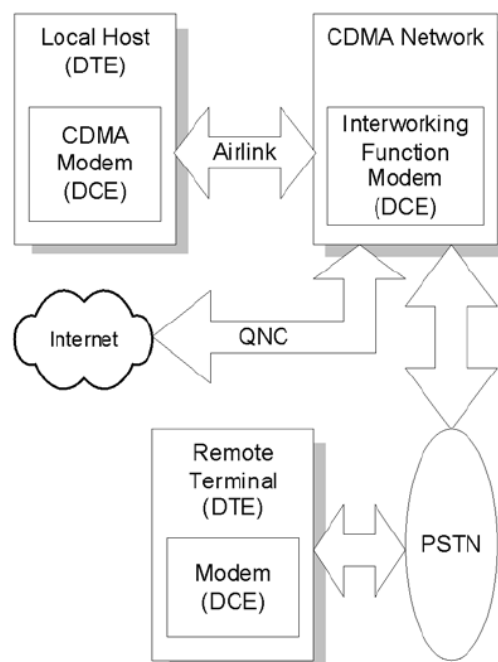 Local Host
(DTE)
CDMA
Modem
(DCE)
Airlink
CDMA Network
Interworking
Function
Modem
(DCE)
Internet
QNC
Remote
Terminal
(DTE)
Modem
(DCE)
PSTN